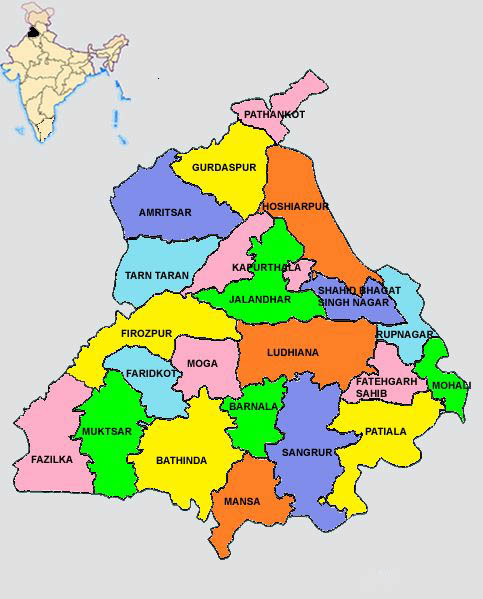 PATHANKOT
GURDASPUR
HOSHIARPUR
AMRITSAR
KAPURTHALA
TARN TARAN
SHAHID BHAGAT
SINGH NAGAR
JALANDHAR
FIROZPUR
RUPNAGAR
LUDHIANA
MOGA
FARIDKOT
FATEHGARH
SAHIB
MOHALI
BARNALA
MUKTSAR
PATIALA
SANGRUR
FAZILKA
BATHINDA
MANSA